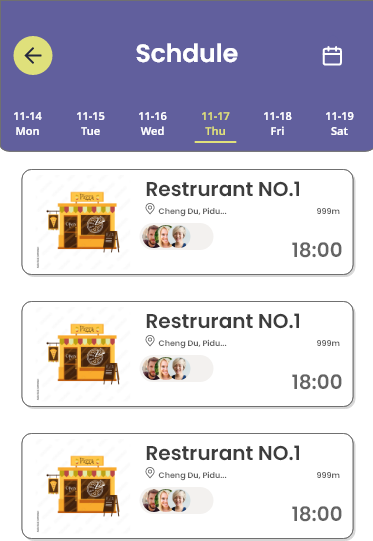 Schdule
11-14 11-15 11-16 11-17 11-18 11-19
Mon Tue Wed Thu Fri Sat
PIZZA
Restrurant NO.1
Cheng Du, Pidu... 999m
18:00
PIZZA
Restrurant NO.1
Cheng Du, Pidu... 999m
18:00
PIZZA
Restrurant NO.1
Cheng Du, Pidu... 999m
18:00